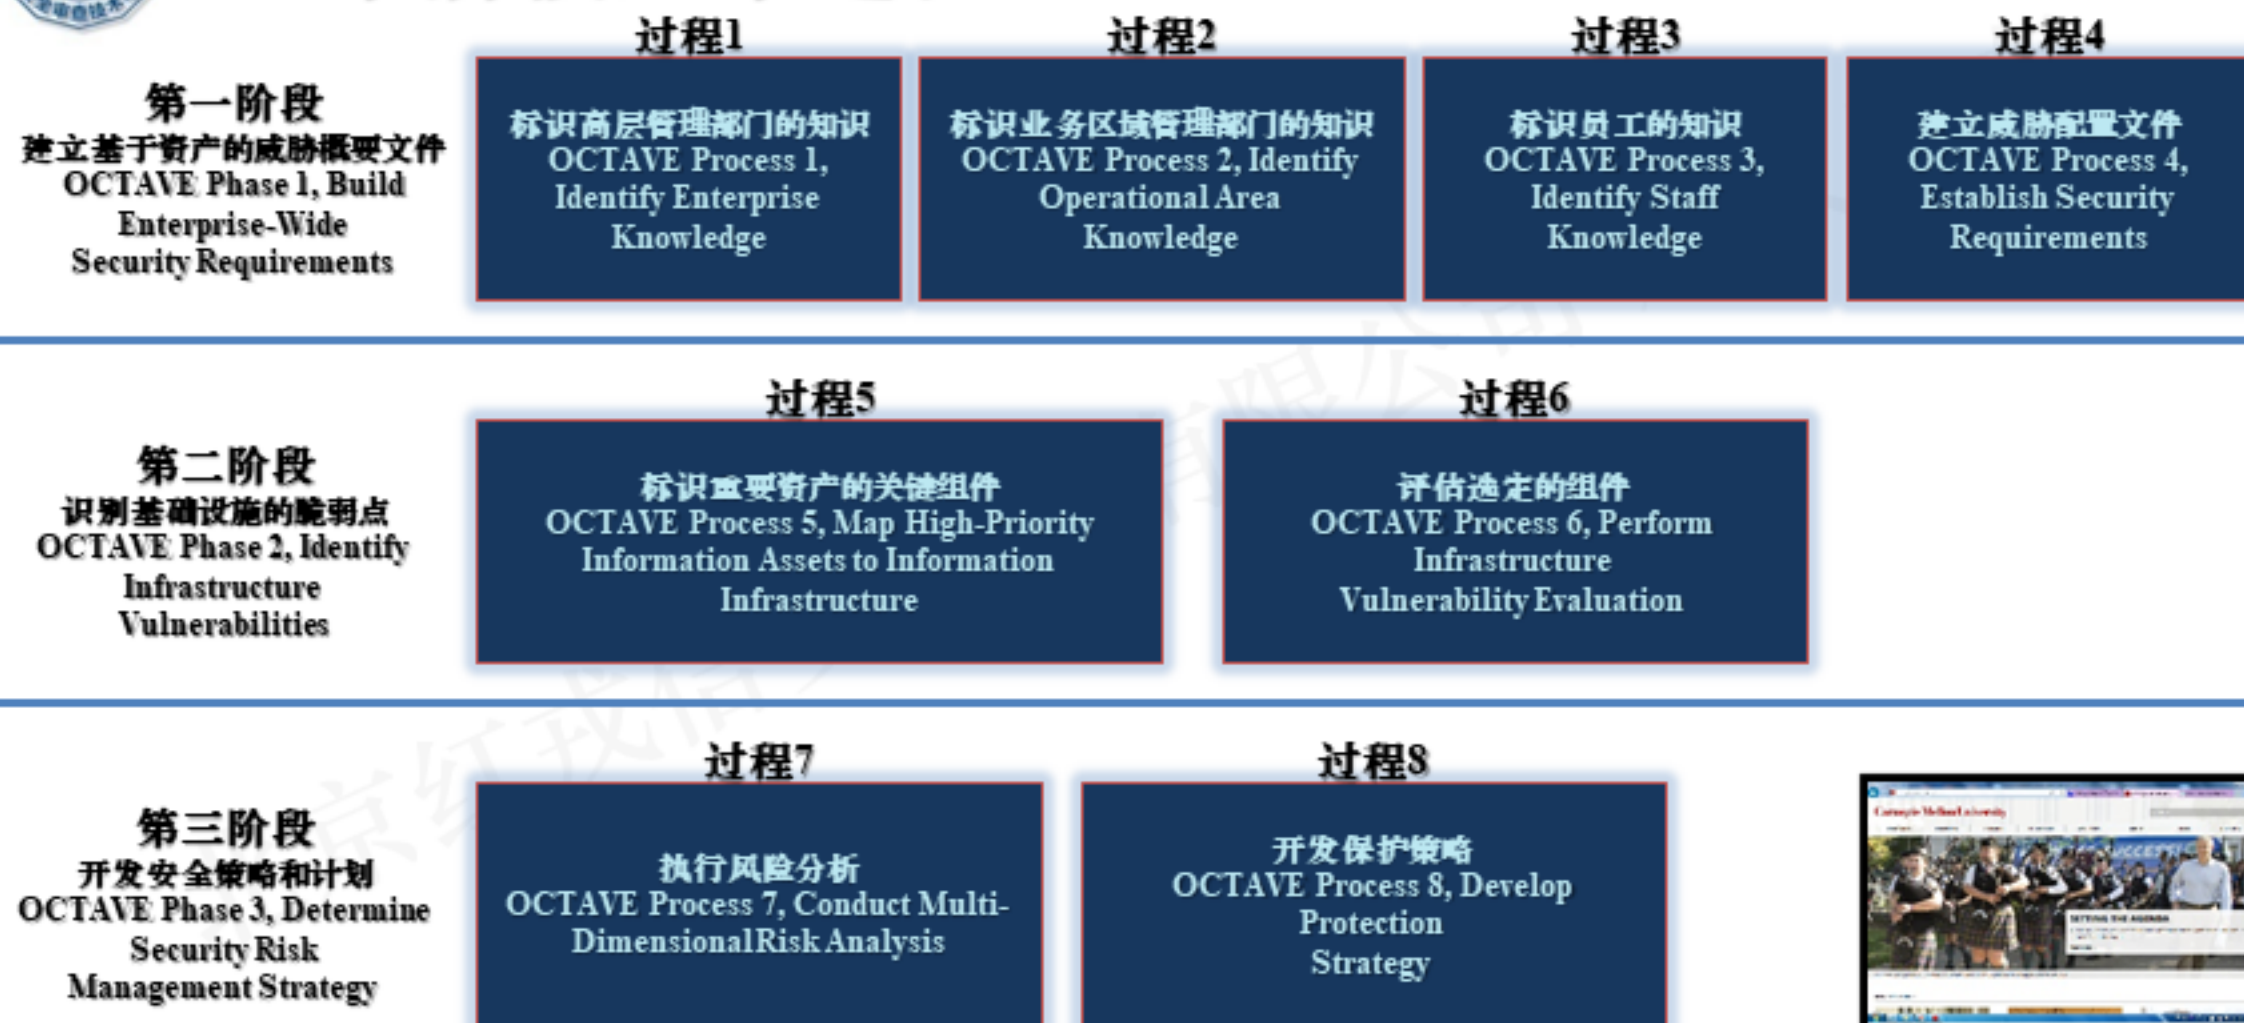 过程1
过程2
过程3
过程4
第一阶段
建立基于资产的威胁概要文件
OCTAVE Phase 1, Build
Enterprise-Wide
Security Requirements
标识高层管理部门的知识
OCTAVE Process 1,
Identify Enterprise
Knowledge
标识业务区域管理部门的知识
OCTAVE Process 2, Identify
Operational Area
Knowledge
标识员工的知识
OCTAVE Process 3,
Identify Staff
Knowledge
建立威胁配置文件
OCTAVE Process 4,
Establish Security
Requirements
过程5
过程6
第二阶段
识别基础设施的脆弱点
OCTAVE Phase 2, Identify
Infrastructure
Vulnerabilities
标识重要资产的关键组件
OCTAVE Process 5, Map High-Priority
Information Assets to Information
Infrastructure
评估选定的组件
OCTAVE Process 6, Perform
Infrastructure
Vulnerability Evaluation
过程7
过程8
第三阶段
开发安全策略和计划
OCTAVE Phase 3, Determine
Security Risk
Management Strategy
执行风险分析
OCTAVE Process 7, Conduct Multi-
Dimensional Risk Analysis
开发保护策略
OCTAVE Process 8, Develop
Protection
Strategy
Carnegie Mellon University
SETTING THE AGENDA